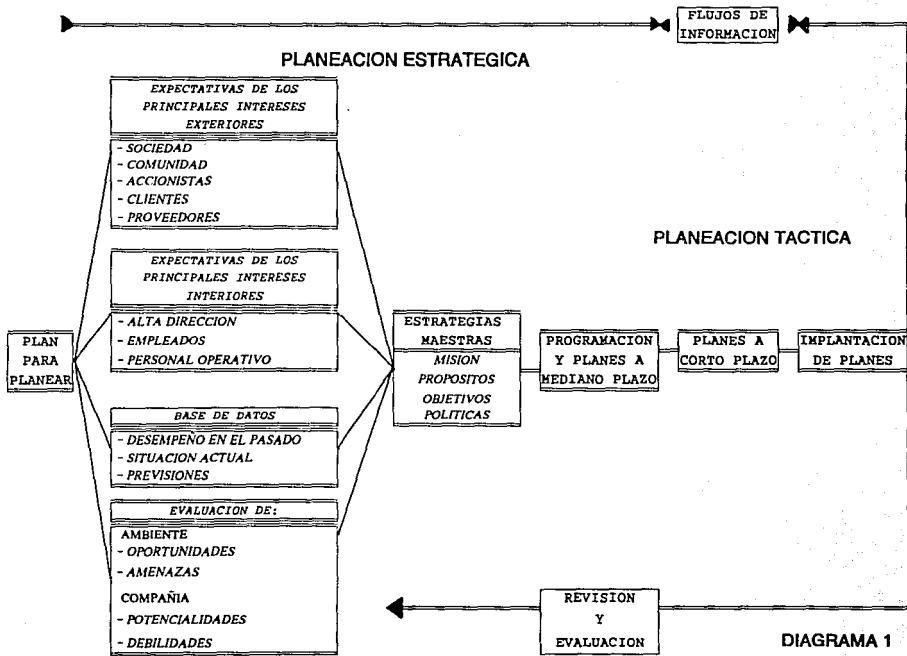 FLUJOS DE
INFORMACION
PLANEACION ESTRATEGICA
EXPECTATIVAS DE LOS
PRINCIPALES INTERESES
EXTERIORES
- SOCIEDAD
- COMUNIDAD
- ACCIONISTAS
- CLIENTES
- PROVEEDORES
PLANEACION TACTICA
EXPECTATIVAS DE LOS
PRINCIPALES INTERESES
INTERIORES
- ALTA DIRECCION
- EMPLEADOS
- PERSONAL OPERATIVO
PLAN
PARA
PLANEAR
ESTRATEGIAS
MAESTRAS
MISION
PROPOSITOS
OBJETIVOS
POLITICAS
PROGRAMACION
Y PLANES A
MEDIANO PLAZO
PLANES A
CORTO PLAZO
IMPLANTACION
DE PLANES
BASE DE DATOS
- DESEMPEÑO EN EL PASADO
- SITUACION ACTUAL
- PREVISIONES
EVALUACION DE:
AMBIENTE
- OPORTUNIDADES
- AMENAZAS
COMPAÑIA
- POTENCIALIDADES
- DEBILIDADES
REVISION
Y
EVALUACION
DIAGRAMA 1